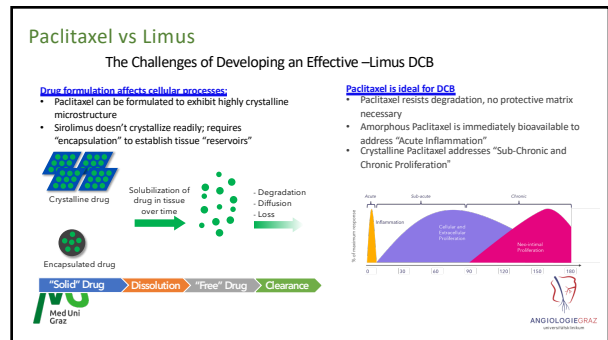 Paclitaxel vs Limus
The Challenges of Developing an Effective –Limus DCB
Drug formulation affects cellular processes:
• Paclitaxel can be formulated to exhibit highly crystalline
microstructure
• Sirolimus doesn't crystallize readily; requires
"encapsulation" to establish tissue "reservoirs"
Crystalline drug
Solubilization of
drug in tissue
over time
- Degradation
- Diffusion
- Loss
Encapsulated drug
"Solid" Drug
Dissolution
"Free" Drug
Clearance
Med Uni
Graz
Paclitaxel is ideal for DCB
• Paclitaxel resists degradation, no protective matrix
necessary
• Amorphous Paclitaxel is immediately bioavailable to
address "Acute Inflammation"
• Crystalline Paclitaxel addresses "Sub-Chronic and
Chronic Proliferation"
Acute
Sub-acute
Chronic
% of maximum response
Inflammation
Cellular and
Extracellular
Proliferation
Neo-intimal
Proliferation
0 30 60 90 120 150 180
ANGIOLOGIEGRAZ
universitätsklinikum